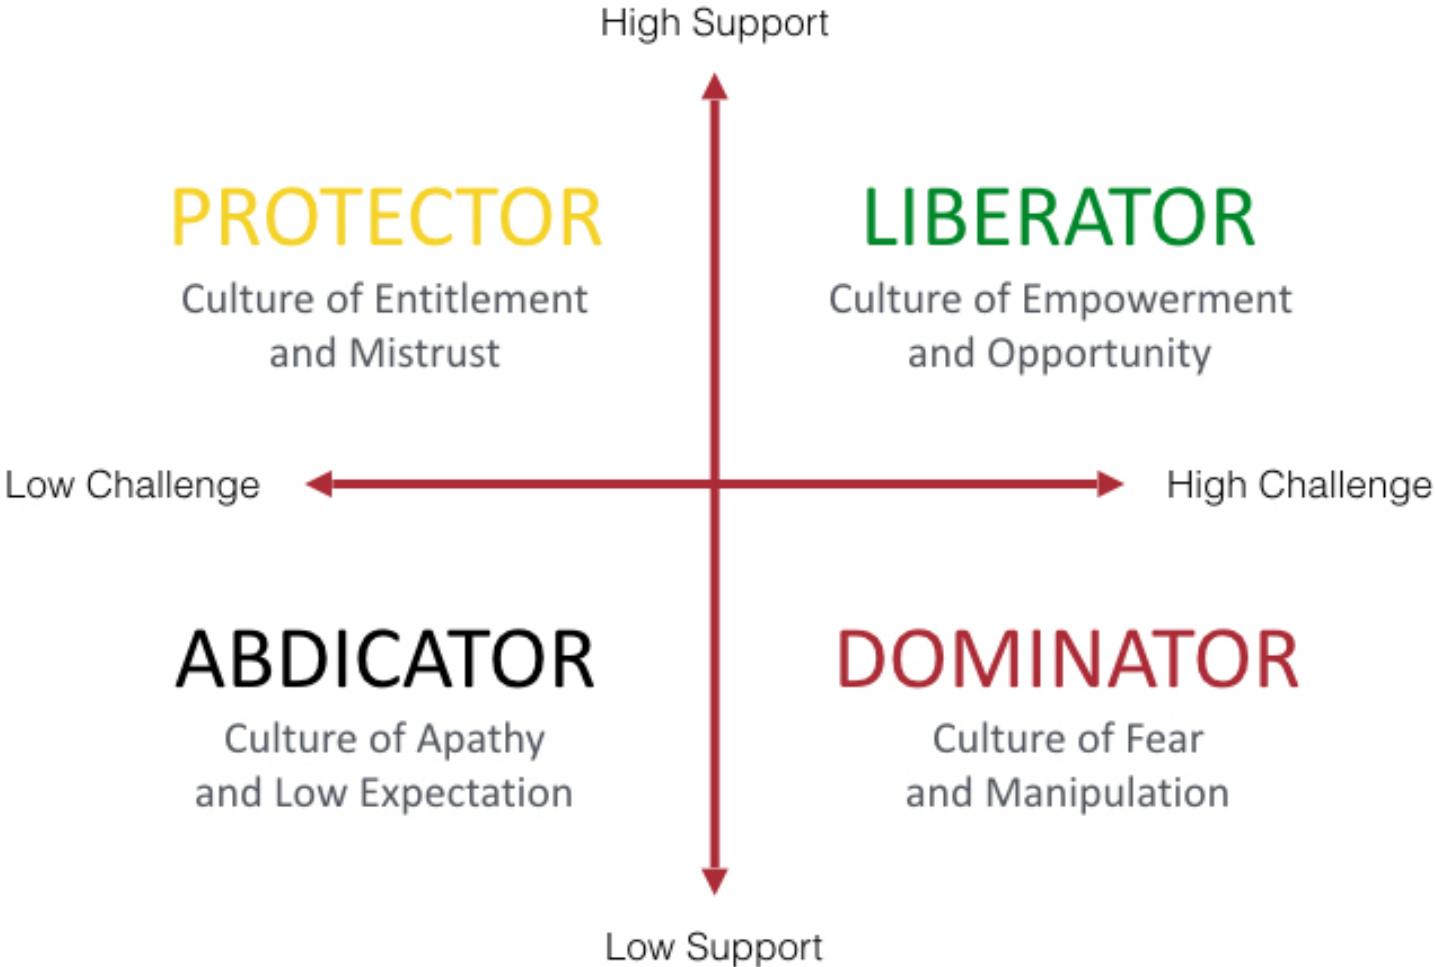 High Support
PROTECTOR
Culture of Entitlement
and Mistrust
LIBERATOR
Culture of Empowerment
and Opportunity
Low Challenge
High Challenge
ABDICATOR
Culture of Apathy
and Low Expectation
DOMINATOR
Culture of Fear
and Manipulation
Low Support